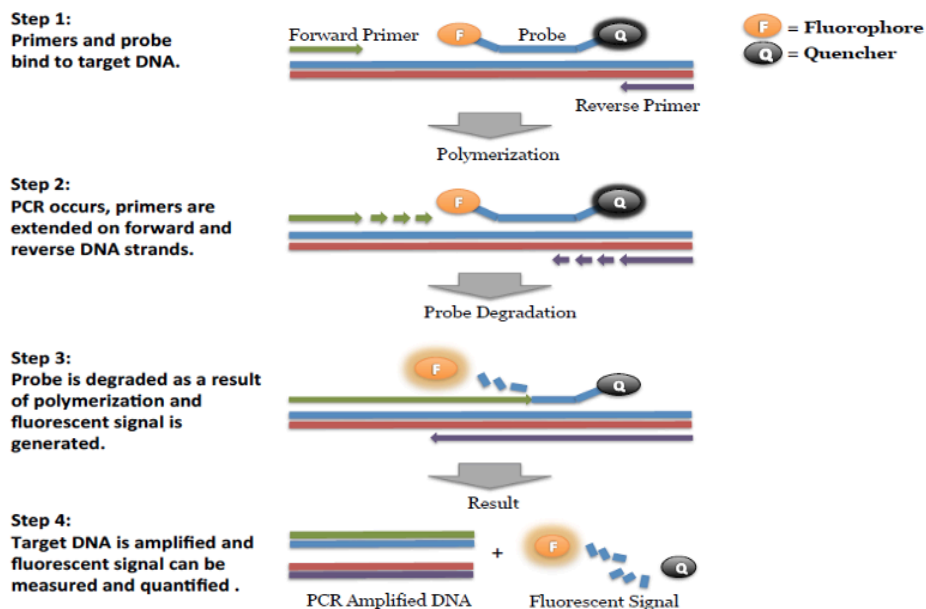 Step 1:
Primers and probe
bind to target DNA.
Forward Primer
F
Probe
Q
F = Fluorophore
Q = Quencher
Reverse Primer
Polymerization
Step 2:
PCR occurs, primers are
extended on forward and
reverse DNA strands.
F
Q
Probe Degradation
Step 3:
Probe is degraded as a result
of polymerization and
fluorescent signal is
generated.
F
Q
Result
Step 4:
Target DNA is amplified and
fluorescent signal can be
measured and quantified .
+
F
Q
PCR Amplified DNA
Fluorescent Signal